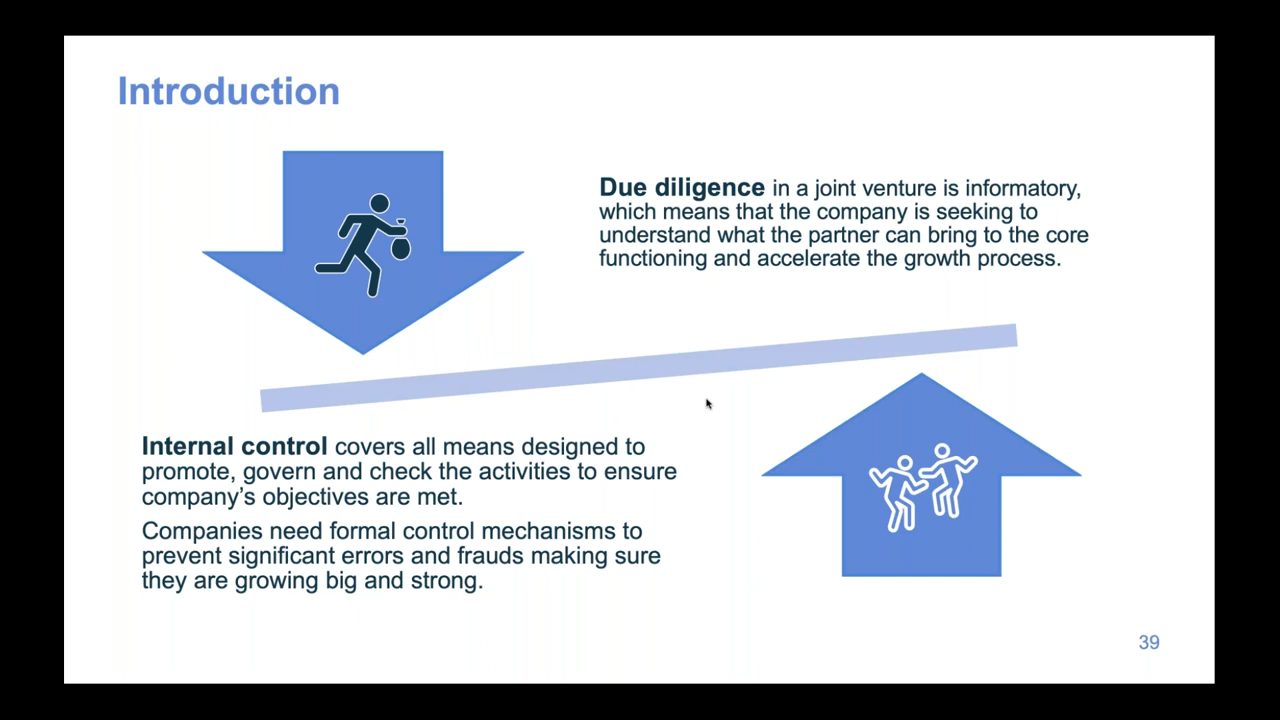 Introduction
Due diligence in a joint venture is informatory,
which means that the company is seeking to
understand what the partner can bring to the core
functioning and accelerate the growth process.
Internal control covers all means designed to
promote, govern and check the activities to ensure
company’s objectives are met.
Companies need formal control mechanisms to
prevent significant errors and frauds making sure
they are growing big and strong.
39